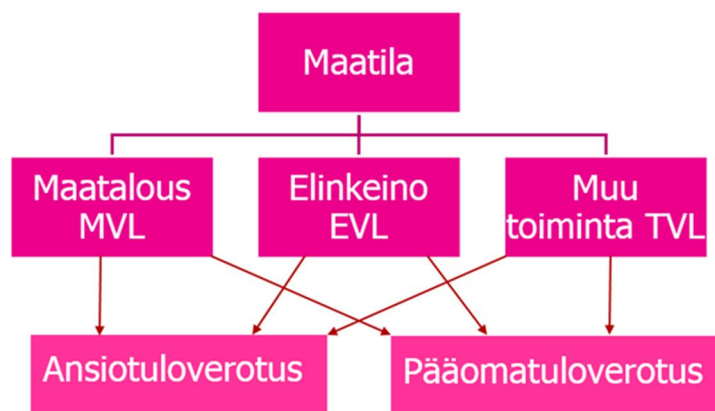 Maatila
Maatalous
MVL
Elinkeino
EVL
Muu
toiminta TVL
Ansiotuloverotus
Pääomatuloverotus